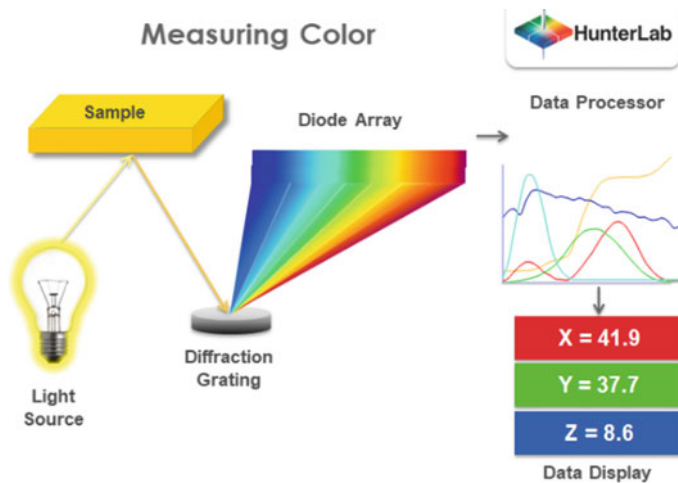 Measuring Color
HunterLab
Sample
Diode Array
Data Processor
Light
Source
Diffraction
Grating
X = 41.9
Y = 37.7
Z = 8.6
Data Display